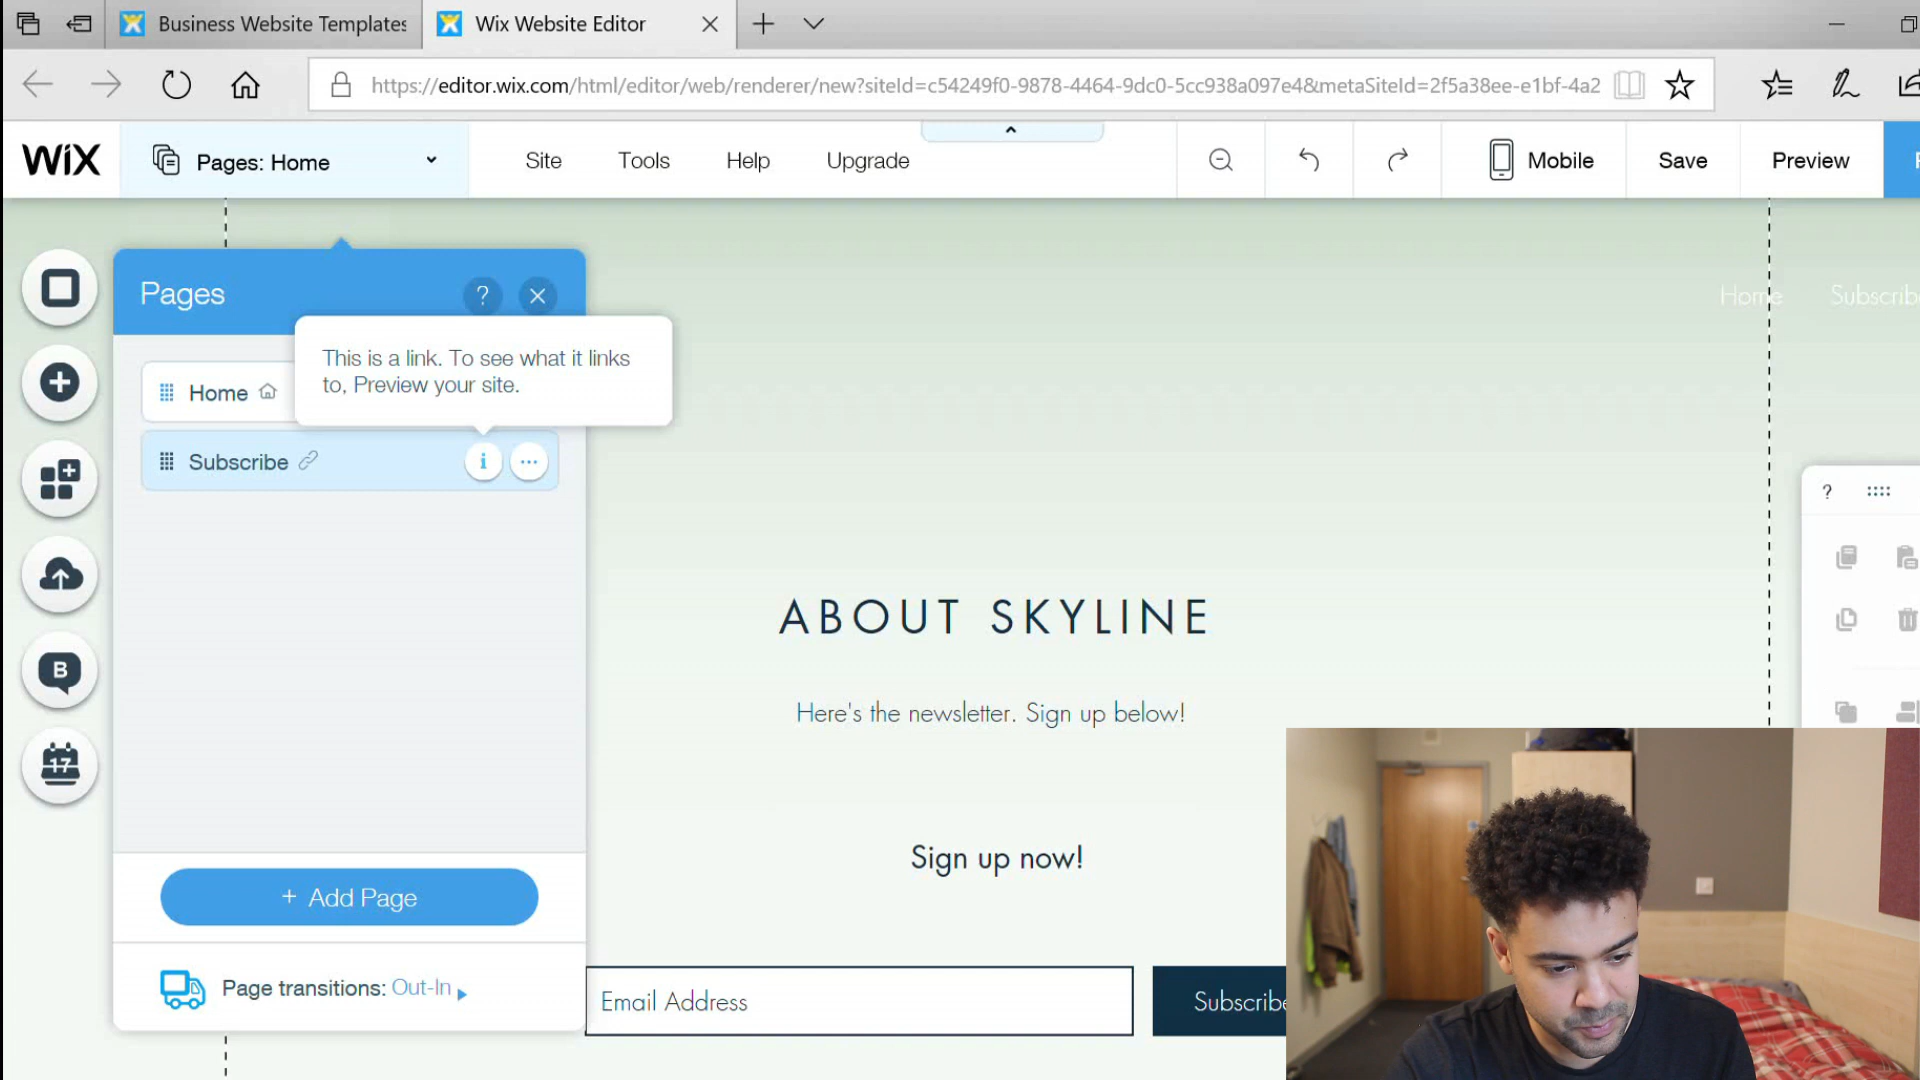 Business Website Templates
Wix Website Editor
https://editor.wix.com/html/editor/web/renderer/new?siteId=c54249f0-9878-4464-9dc0-5cc938a097e4&metaSiteId=2f5a38ee-e1bf-4a2
WiX
Pages: Home
Site
Tools
Help
Upgrade
Mobile
Save
Preview
Pages
?
This is a link. To see what it links
to, Preview your site.
Home
Subscribe
i
Home
Subscribe
?
B
17
ABOUT SKYLINE
Here's the newsletter. Sign up below!
Sign up now!
+ Add Page
Page transitions: Out-In
Email Address
Subscribe